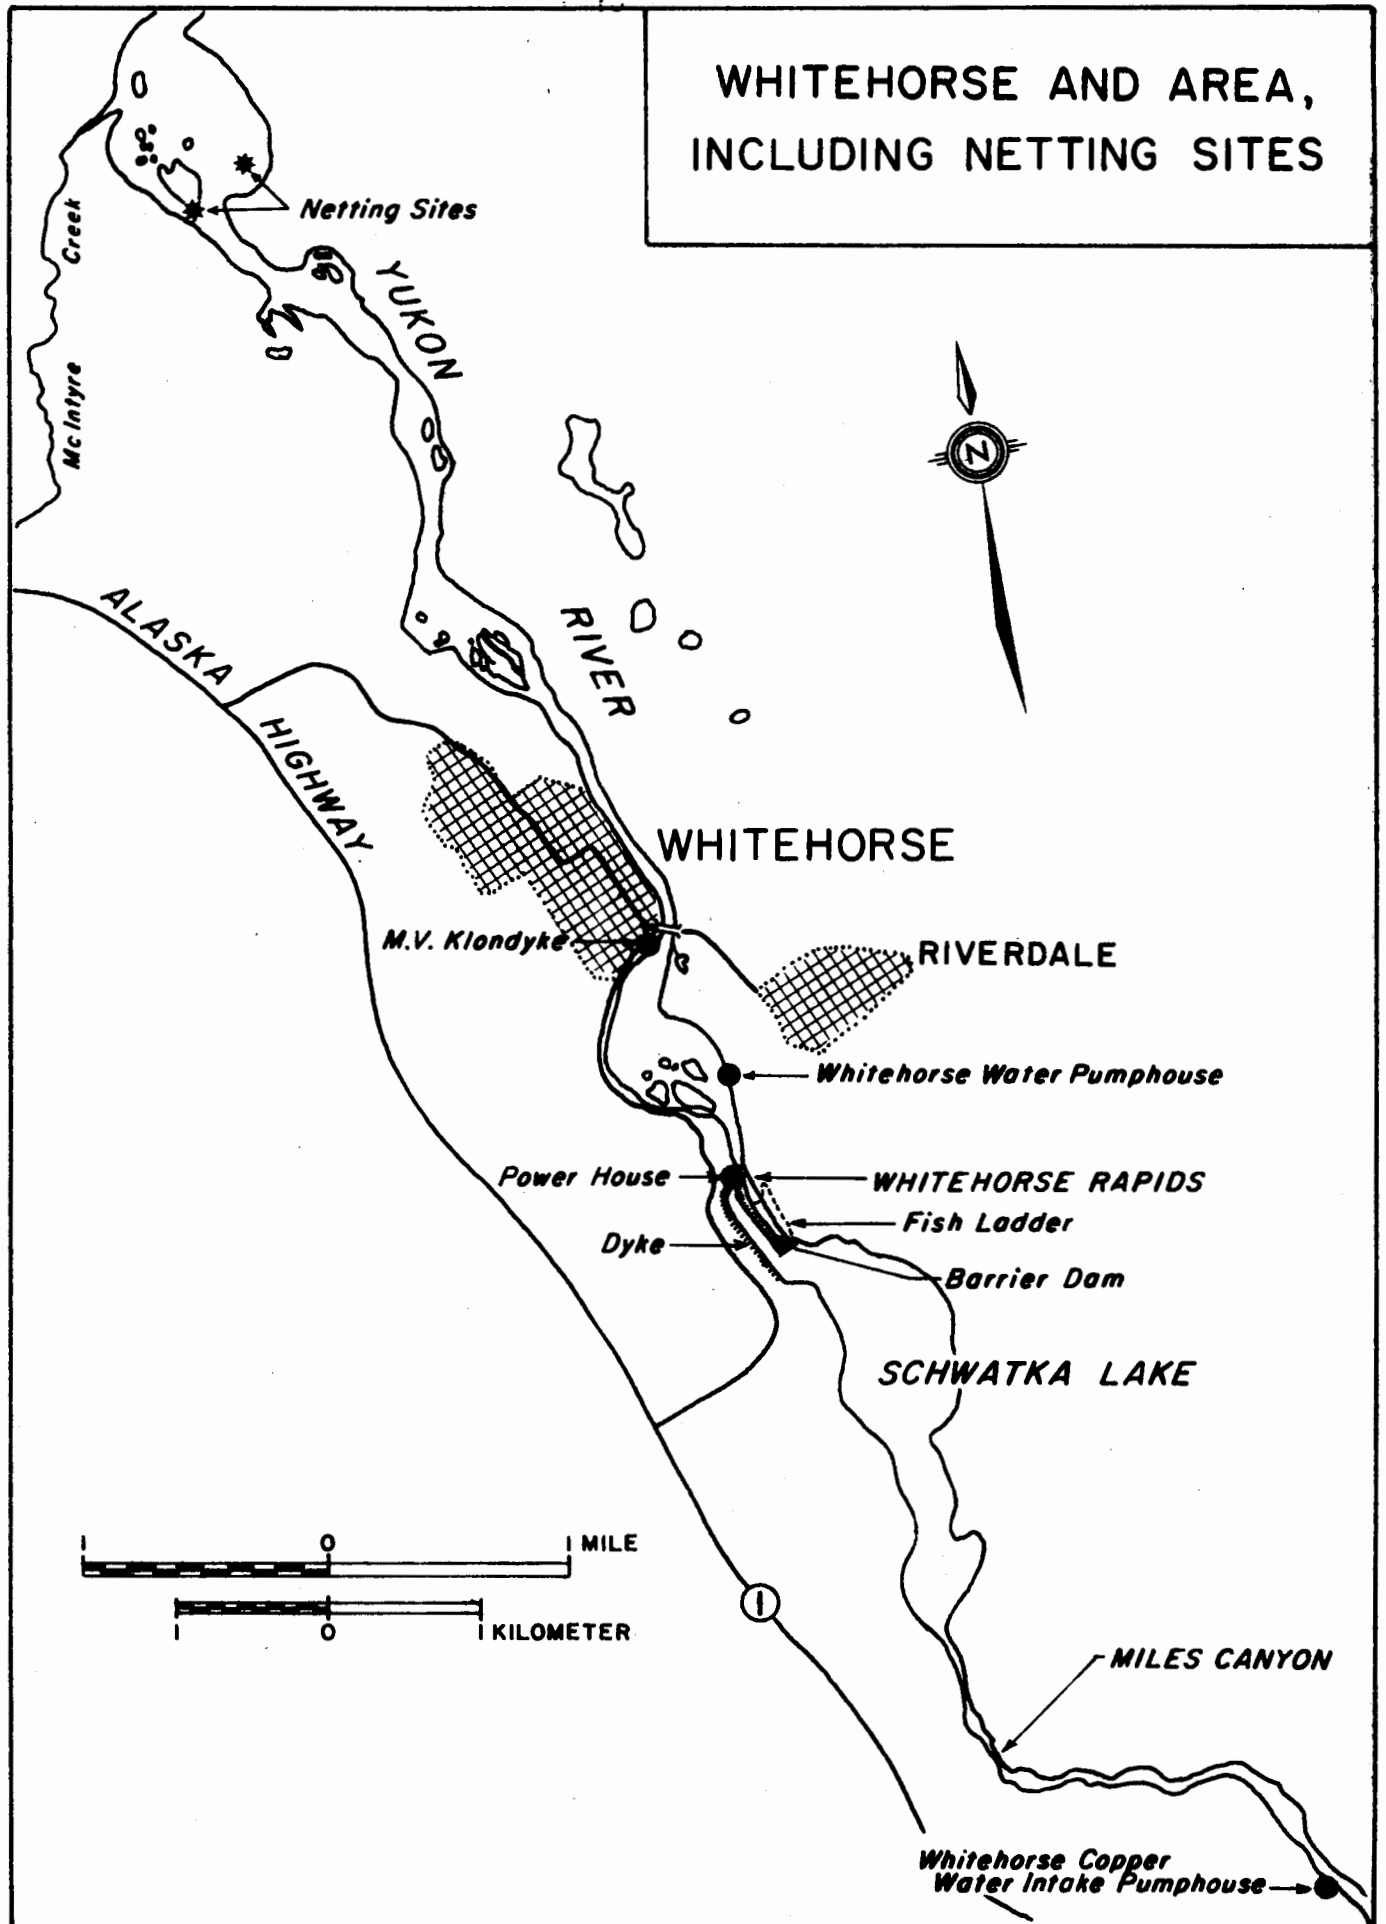 WHITEHORSE AND AREA,
INCLUDING NETTING SITES
Netting Sites
McIntyre Creek
YUKON RIVER
N
ALASKA HIGHWAY
WHITEHORSE
M.V. Klondyke
RIVERDALE
Whitehorse Water Pumphouse
Power House
WHITEHORSE RAPIDS
Fish Ladder
Dyke
Barrier Dam
SCHWATKA LAKE
1 0 1 MILE
1 0 1 KILOMETER
1
MILES CANYON
Whitehorse Copper
Water Intake Pumphouse